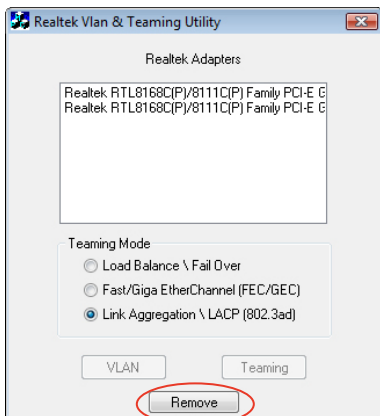 Realtek Vlan & Teaming Utility
Realtek Adapters
Realtek RTL8168C(P)/8111C(P) Family PCI-E G
Realtek RTL8168C(P)/8111C(P) Family PCI-E G
Teaming Mode
Load Balance \ Fail Over
Fast/Giga EtherChannel (FEC/GEC)
Link Aggregation \ LACP (802.3ad)
VLAN Teaming
Remove